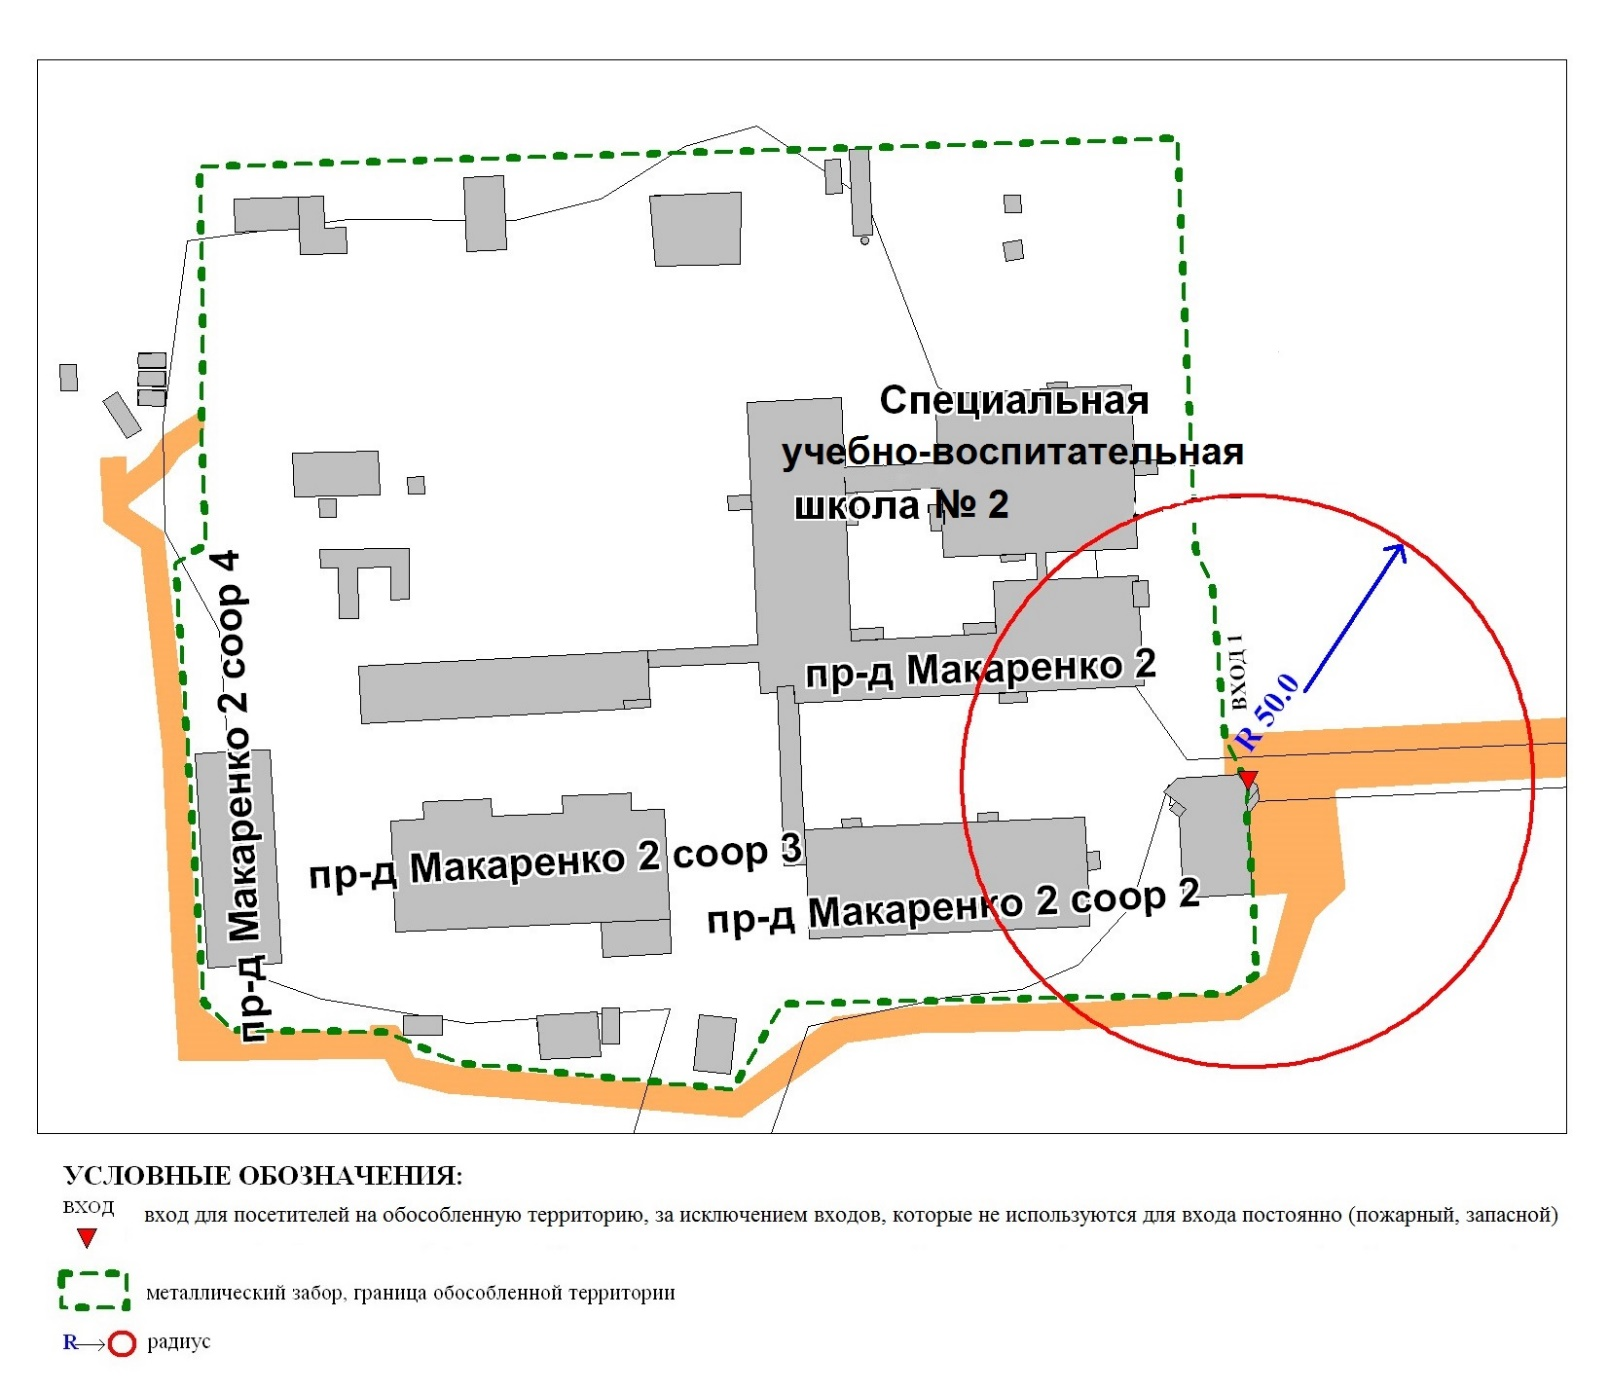 Специальная
учебно-воспитательная
школа № 2
пр-д Макаренко 2 соор 4
ВХОД 1
пр-д Макаренко 2
R 50.0
пр-д Макаренко 2 соор 3
пр-д Макаренко 2 соор 2
УСЛОВНЫЕ ОБОЗНАЧЕНИЯ:
ВХОД
вход для посетителей на обособленную территорию, за исключением входов, которые не используются для входа постоянно (пожарный, запасной)
металлический забор, граница обособленной территории
R
радиус